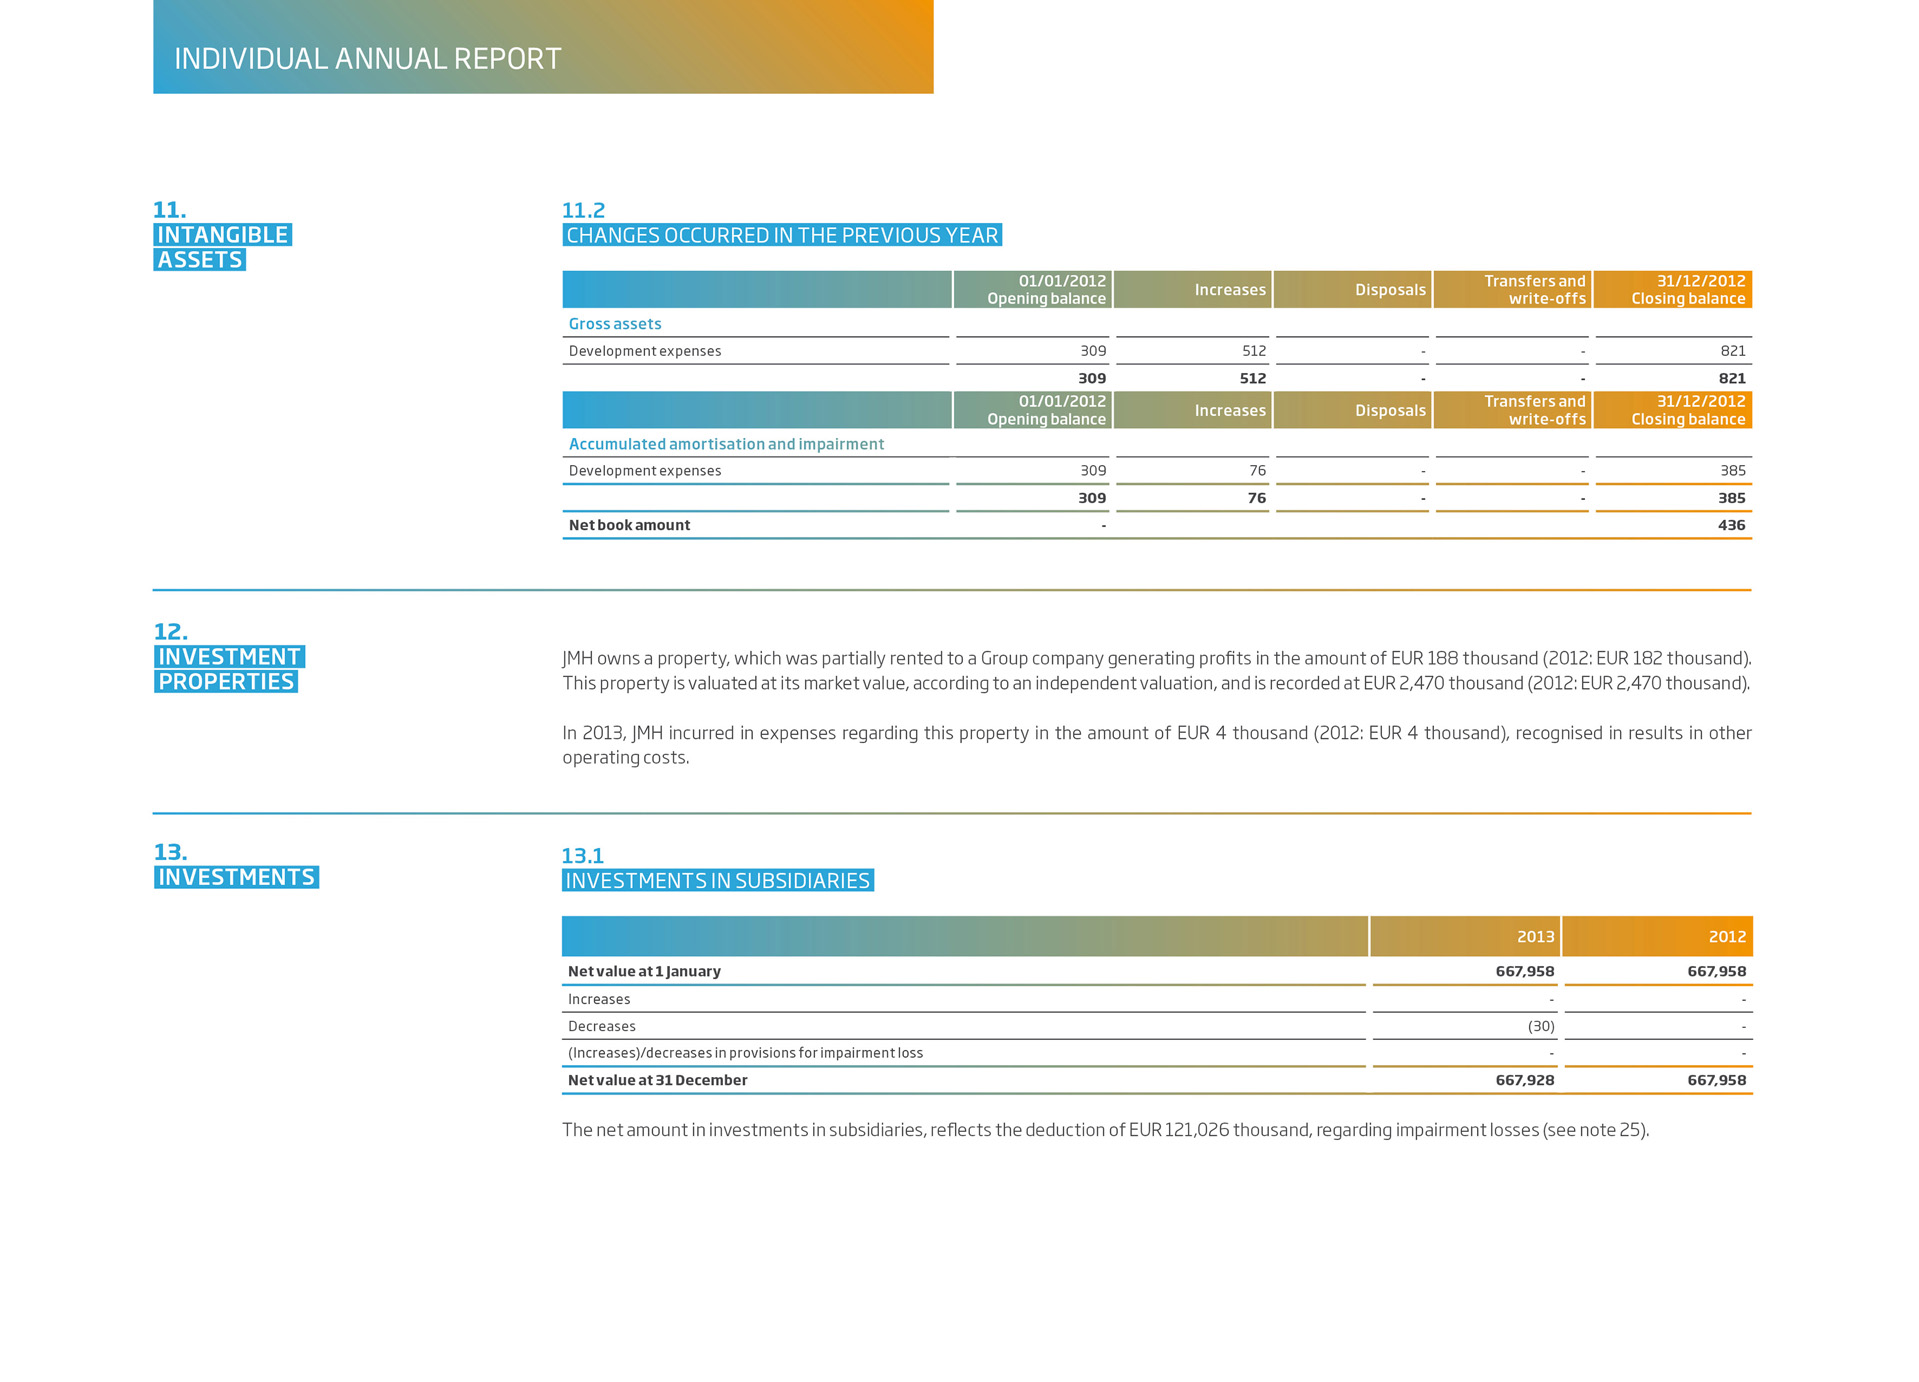 INDIVIDUAL ANNUAL REPORT
11.
INTANGIBLE
ASSETS
11.2
CHANGES OCCURRED IN THE PREVIOUS YEAR
01/01/2012 Opening balance Increases Disposals Transfers and write-offs 31/12/2012 Closing balance
Gross assets
Development expenses 309 512 - - 821
309 512 - - 821
01/01/2012 Opening balance Increases Disposals Transfers and write-offs 31/12/2012 Closing balance
Accumulated amortisation and impairment
Development expenses 309 76 - - 385
309 76 - - 385
Net book amount - 436
12.
INVESTMENT
PROPERTIES
JMH owns a property, which was partially rented to a Group company generating profits in the amount of EUR 188 thousand (2012: EUR 182 thousand).
This property is valuated at its market value, according to an independent valuation, and is recorded at EUR 2,470 thousand (2012: EUR 2,470 thousand).
In 2013, JMH incurred in expenses regarding this property in the amount of EUR 4 thousand (2012: EUR 4 thousand), recognised in results in other
operating costs.
13.
INVESTMENTS
13.1
INVESTMENTS IN SUBSIDIARIES
2013 2012
Net value at 1 January 667,958 667,958
Increases - -
Decreases (30) -
(Increases)/decreases in provisions for impairment loss - -
Net value at 31 December 667,928 667,958
The net amount in investments in subsidiaries, reflects the deduction of EUR 121,026 thousand, regarding impairment losses (see note 25).